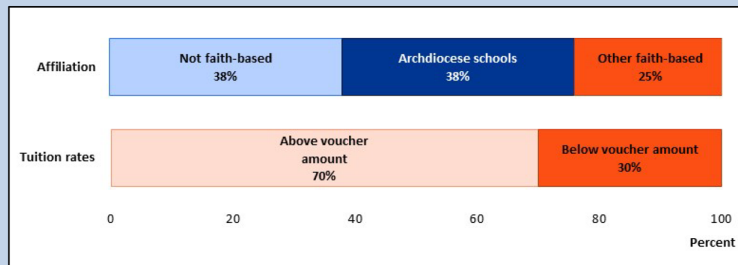 Affiliation
Not faith-based
38%
Archdiocese schools
38%
Other faith-based
25%
Tuition rates
Above voucher
amount
70%
Below voucher amount
30%
0 20 40 60 80 100
Percent